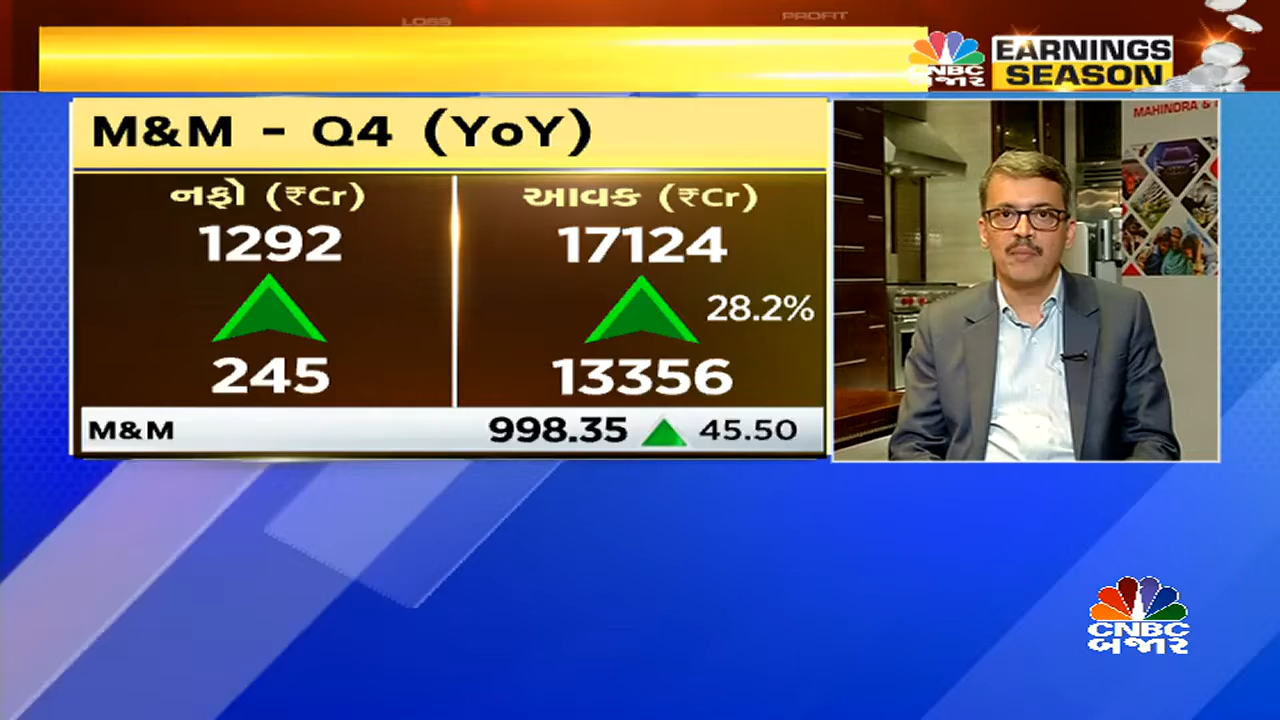 LOSS
PROFIT
CNBC
બજાર
EARNINGS
SEASON
M&M - Q4 (YoY)
નફો (₹Cr)
1292
245
આવક (₹Cr)
17124
28.2%
13356
M&M 998.35 45.50
MAHINDRA &
CNBC
બજાર